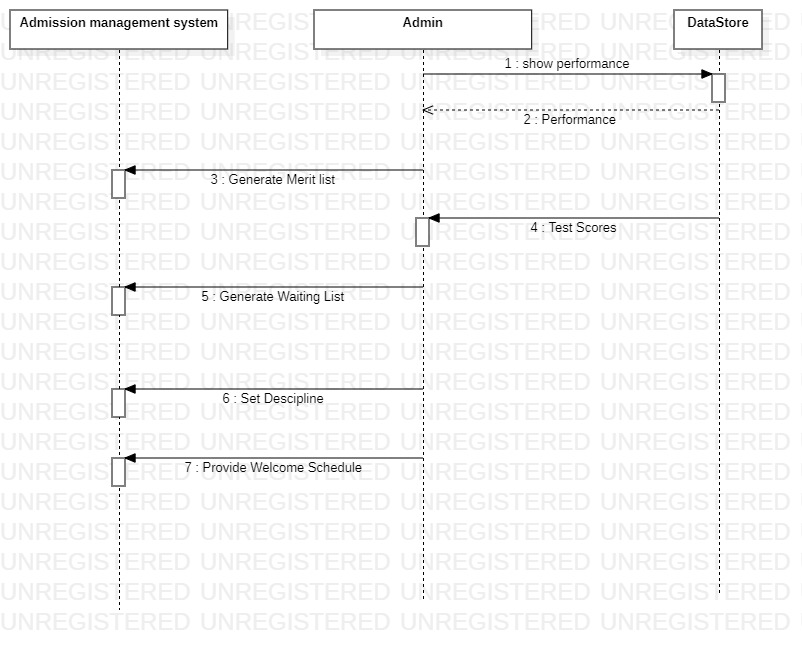 Admission management system
Admin
DataStore
1 : show performance
2 : Performance
3 : Generate Merit list
4 : Test Scores
5 : Generate Waiting List
6 : Set Descipline
7 : Provide Welcome Schedule
UNREGISTERED UNREGISTERED UNREGISTERED UNREGISTERED